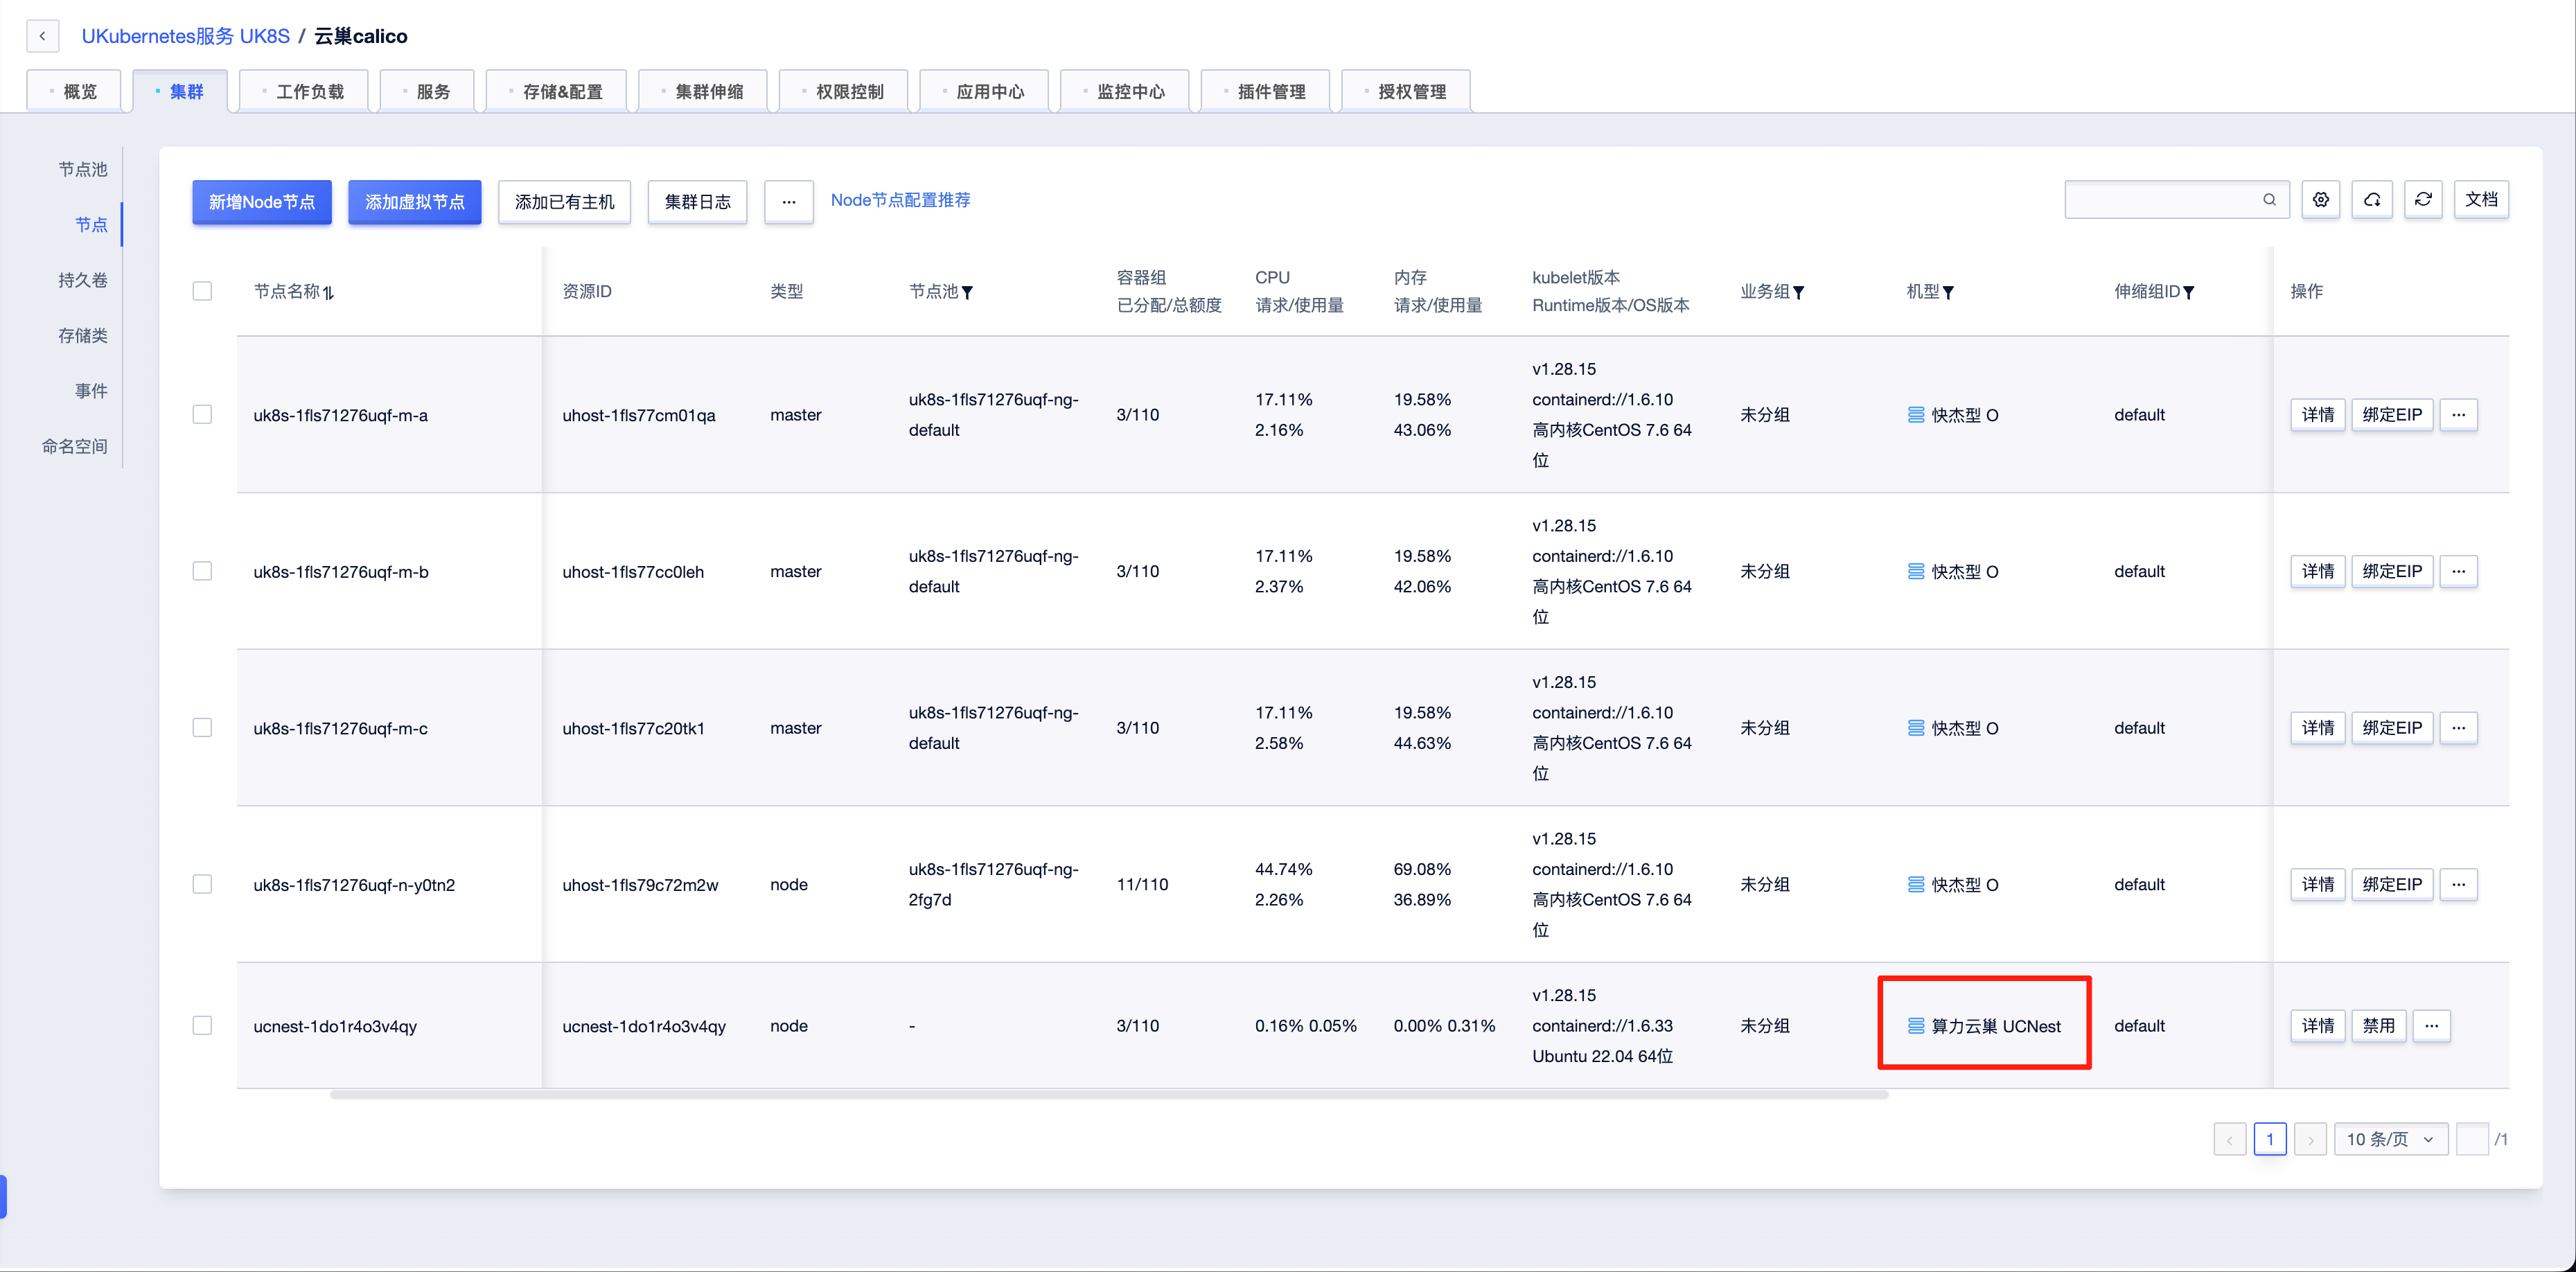 UKubernetes服务 UK8S / 云巢calico
概览
集群
工作负载
服务
存储&配置
集群伸缩
权限控制
应用中心
监控中心
插件管理
授权管理
节点池
节点
持久卷
存储类
事件
命名空间
新增Node节点
添加虚拟节点
添加已有主机
集群日志
...
Node节点配置推荐
文档
节点名称
资源ID
类型
节点池
容器组
已分配/总额度
CPU
请求/使用量
内存
请求/使用量
kubelet版本
Runtime版本/OS版本
业务组
机型
伸缩组ID
操作
uk8s-1fls71276uqf-m-a
uhost-1fls77cm01qa
master
uk8s-1fls71276uqf-ng-
default
3/110
17.11%
2.16%
19.58%
43.06%
v1.28.15
containerd://1.6.10
高内核CentOS 7.6 64
位
未分组
快杰型 O
default
详情
绑定EIP
...
uk8s-1fls71276uqf-m-b
uhost-1fls77cc0leh
master
uk8s-1fls71276uqf-ng-
default
3/110
17.11%
2.37%
19.58%
42.06%
v1.28.15
containerd://1.6.10
高内核CentOS 7.6 64
位
未分组
快杰型 O
default
详情
绑定EIP
...
uk8s-1fls71276uqf-m-c
uhost-1fls77c20tk1
master
uk8s-1fls71276uqf-ng-
default
3/110
17.11%
2.58%
19.58%
44.63%
v1.28.15
containerd://1.6.10
高内核CentOS 7.6 64
位
未分组
快杰型 O
default
详情
绑定EIP
...
uk8s-1fls71276uqf-n-y0tn2
uhost-1fls79c72m2w
node
uk8s-1fls71276uqf-ng-
2fg7d
11/110
44.74%
2.26%
69.08%
36.89%
v1.28.15
containerd://1.6.10
高内核CentOS 7.6 64
位
未分组
快杰型 O
default
详情
绑定EIP
...
ucnest-1do1r4o3v4qy
ucnest-1do1r4o3v4qy
node
-
3/110
0.16% 0.05%
0.00% 0.31%
v1.28.15
containerd://1.6.33
Ubuntu 22.04 64位
未分组
算力云巢 UCNest
default
详情
禁用
...
1
10 条/页
/1